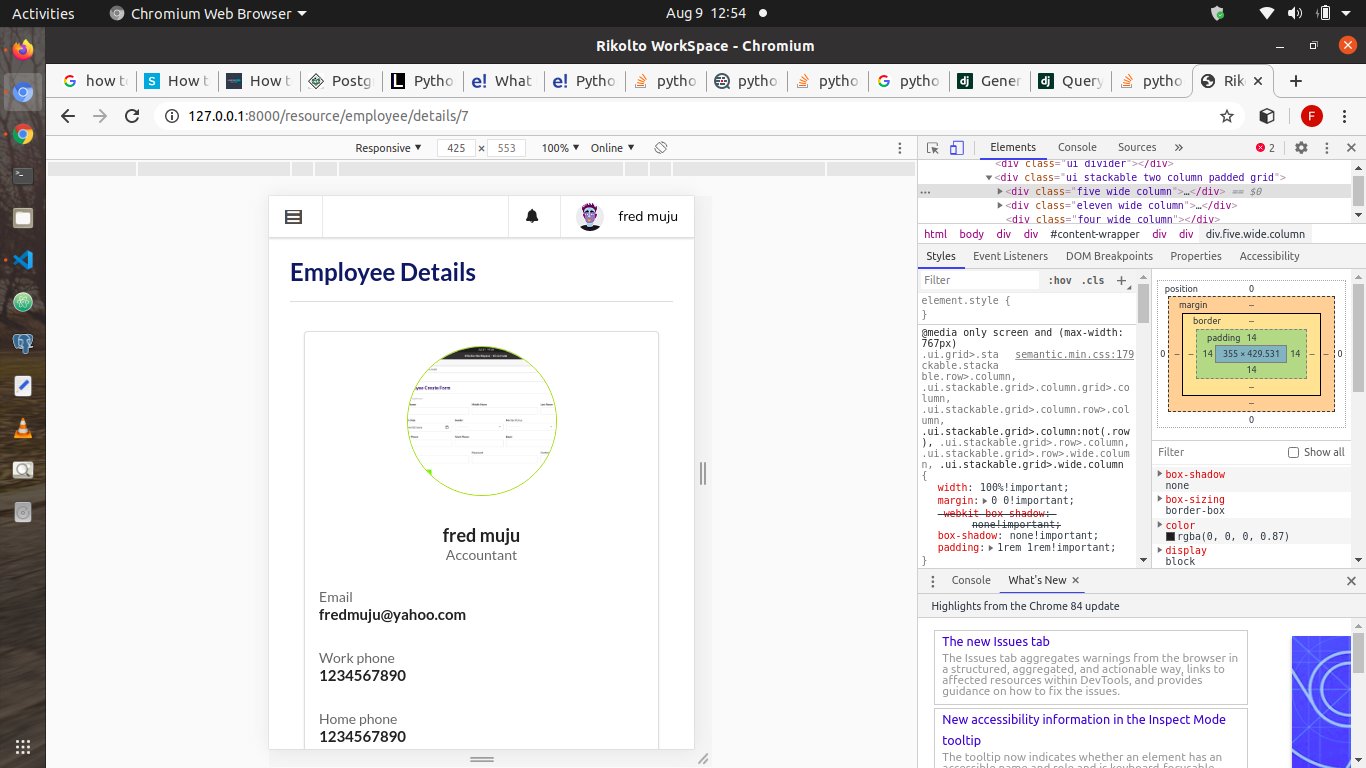 Activities Chromium Web Browser Aug 9 12:54
Rikolto WorkSpace - Chromium
how t How t How t Postg Pytho What Pytho pytho pytho pytho pytho Gener Query pytho Rik
127.0.0.1:8000/resource/employee/details/7 F
Responsive 425 × 553 100% Online
fred muju
Employee Details
fred muju
Accountant
Email
fredmuju@yahoo.com
Work phone
1234567890
Home phone
1234567890
Elements Console Sources » 2
<div class="ui divider"></div>
<div class="ui stackable two column padded grid">
<div class="five wide column">…</div> == $0
<div class="eleven wide column">…</div>
<div class="four wide column"></div>
html body div div #content-wrapper div div div.five.wide.column
Styles Event Listeners DOM Breakpoints Properties Accessibility
Filter :hov .cls +
element.style {
}
@media only screen and (max-width:
767px)
.ui.grid>.sta semantic.min.css:179
ckable.stacka
ble.row>.column,
.ui.stackable.grid>.column.grid>.co
lumn,
.ui.stackable.grid>.column.row>.col
umn,
.ui.stackable.grid>.column:not(.row
), .ui.stackable.grid>.row>.column,
.ui.stackable.grid>.row>.wide.colum
n, .ui.stackable.grid>.wide.column
{
width: 100%!important;
margin: 0 0!important;
-webkit-box-shadow:
none!important;
box-shadow: none!important;
padding: 1rem 1rem!important;
}
position 0
margin –
border –
padding 14
0 – – 14 355 × 429.531 14 – – 0
14
–
–
0
Filter Show all
box-shadow
none
box-sizing
border-box
color
rgba(0, 0, 0, 0.87)
display
block
Console What's New
Highlights from the Chrome 84 update
The new Issues tab
The Issues tab aggregates warnings from the browser in
a structured, aggregated, and actionable way, links to
affected resources within DevTools, and provides
guidance on how to fix the issues.
New accessibility information in the Inspect Mode
tooltip
The tooltip now indicates whether an element has an
accessible name and role and is keyboard-focusable